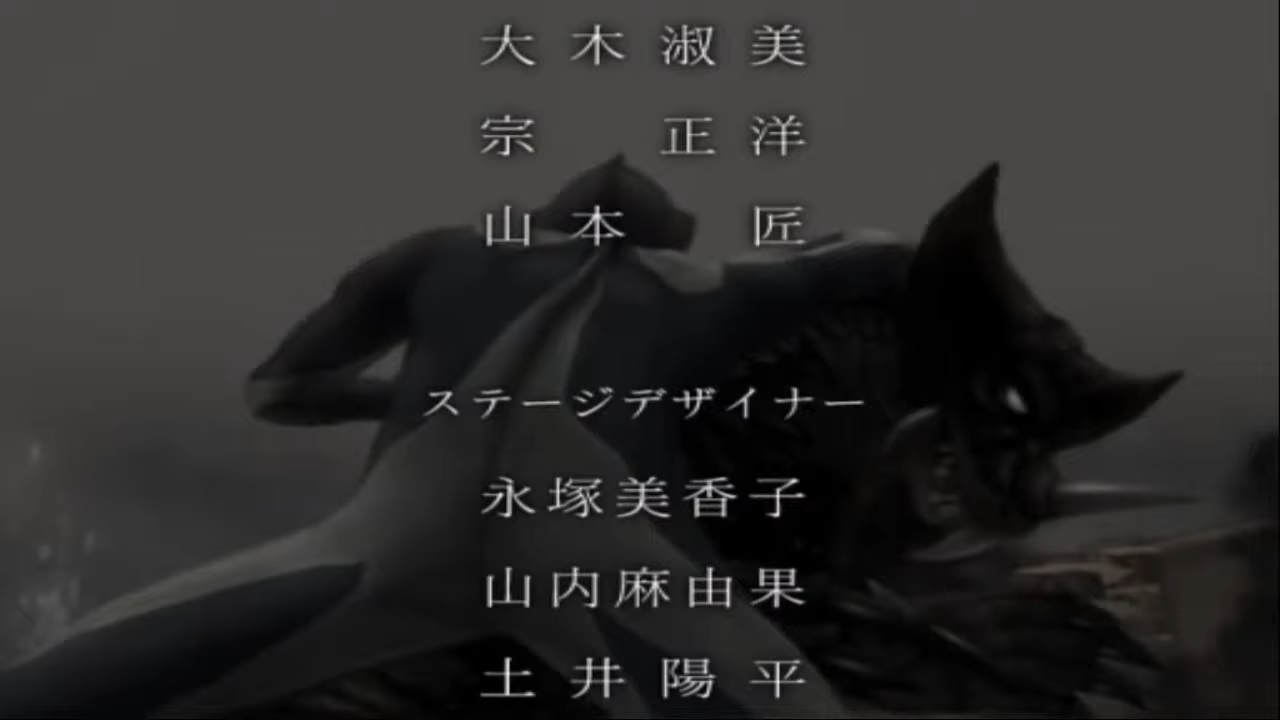 大木淑美
宗 正洋
山本 匠
ステージデザイナー
永塚美香子
山内麻由果
土井陽平